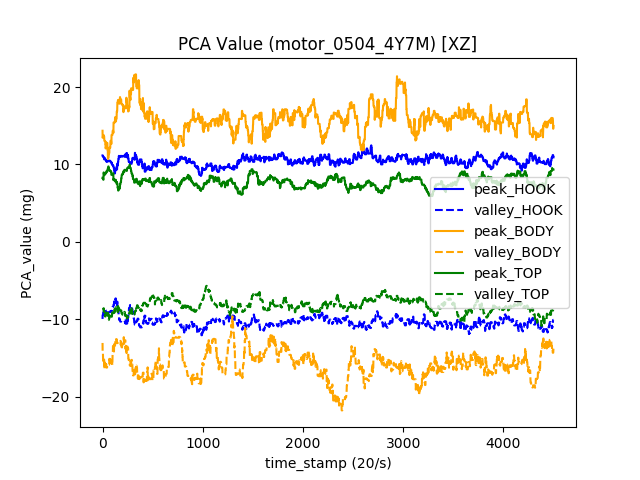 PCA Value (motor_0504_4Y7M) [XZ]
PCA_value (mg)
20
10
0
−10
−20
peak_HOOK
valley_HOOK
peak_BODY
valley_BODY
peak_TOP
valley_TOP
0 1000 2000 3000 4000
time_stamp (20/s)